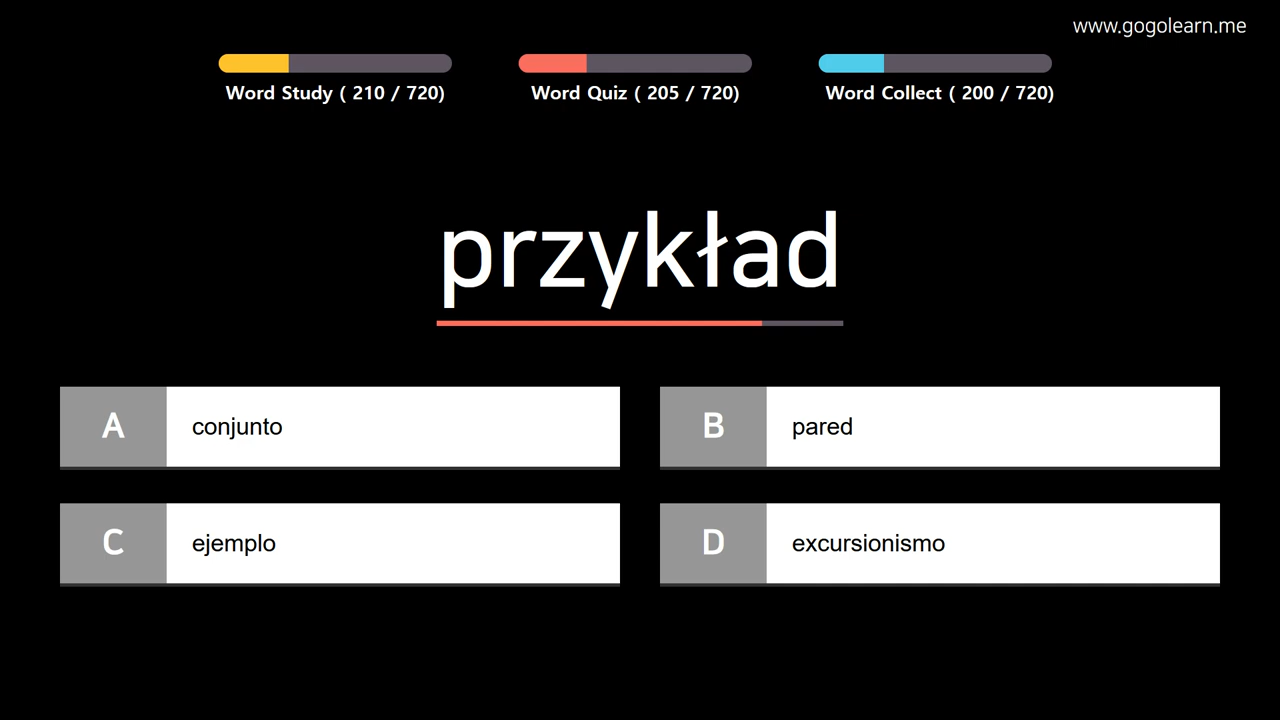 www.gogolearn.me
Word Study ( 210 / 720)
Word Quiz ( 205 / 720)
Word Collect ( 200 / 720)
przykład
A conjunto
B pared
C ejemplo
D excursionismo